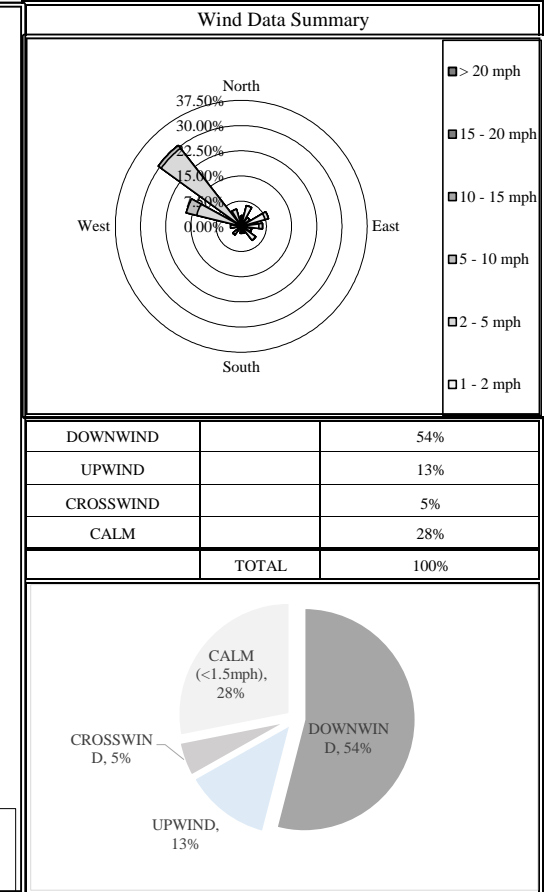 Wind Data Summary
North
37.50%
30.00%
22.50%
15.00%
7.50%
0.00%
West
East
South
> 20 mph
15 - 20 mph
10 - 15 mph
5 - 10 mph
2 - 5 mph
1 - 2 mph
DOWNWIND 54%
UPWIND 13%
CROSSWIND 5%
CALM 28%
TOTAL 100%
CALM
(<1.5mph),
28%
DOWNWIN
D, 54%
CROSSWIN
D, 5%
UPWIND,
13%